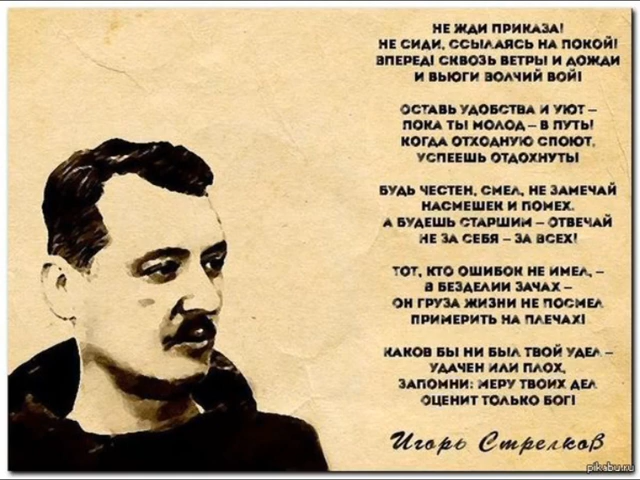 НЕ ЖДИ ПРИКАЗА!
НЕ СИДИ, ССЫЛАЯСЬ НА ПОКОЙ!
ВПЕРЕД! СКВОЗЬ ВЕТРЫ И ДОЖДИ
И ВЬЮГИ ВОЛЧИЙ ВОЙ!
ОСТАВЬ УДОБСТВА И УЮТ –
ПОКА ТЫ МОЛОД – В ПУТЬ!
КОГДА ОТХОДНУЮ СПОЮТ,
УСПЕЕШЬ ОТДОХНУТЬ!
БУДЬ ЧЕСТЕН, СМЕЛ, НЕ ЗАМЕЧАЙ
НАСМЕШЕК И ПОМЕХ.
А БУДЕШЬ СТАРШИМ – ОТВЕЧАЙ
НЕ ЗА СЕБЯ – ЗА ВСЕХ!
ТОТ, КТО ОШИБОК НЕ ИМЕЛ, –
В БЕЗДЕЛИИ ЗАЧАХ –
ОН ГРУЗА ЖИЗНИ НЕ ПОСМЕЛ
ПРИМЕРИТЬ НА ПЛЕЧАХ!
КАКОВ БЫ НИ БЫЛ ТВОЙ УДЕЛ –
УДАЧЕН ИЛИ ПЛОХ,
ЗАПОМНИ: МЕРУ ТВОИХ ДЕЛ
ОЦЕНИТ ТОЛЬКО БОГ!
Игорь Стрелков
pikabu.ru